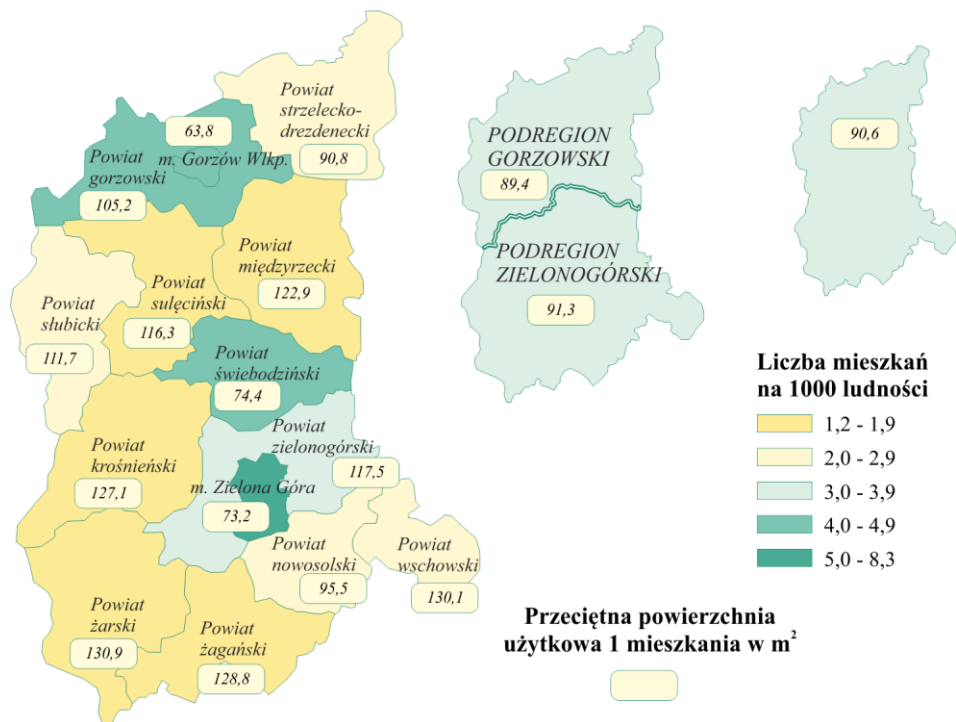 Powiat
strzelecko-
drezdenecki
90,8
63,8
m. Gorzów Wlkp.
Powiat
gorzowski
105,2
Powiat
międzyrzecki
122,9
Powiat
sulęciński
116,3
Powiat
słubicki
111,7
Powiat
świebodziński
74,4
Powiat
zielonogórski
117,5
Powiat
krośnieński
127,1
m. Zielona Góra
73,2
Powiat
nowosolski
95,5
Powiat
wschowski
130,1
Powiat
żarski
130,9
Powiat
żagański
128,8
PODREGION
GORZOWSKI
89,4
PODREGION
ZIELONOGÓRSKI
91,3
90,6
Liczba mieszkań
na 1000 ludności
1,2 - 1,9
2,0 - 2,9
3,0 - 3,9
4,0 - 4,9
5,0 - 8,3
Przeciętna powierzchnia
użytkowa 1 mieszkania w m²